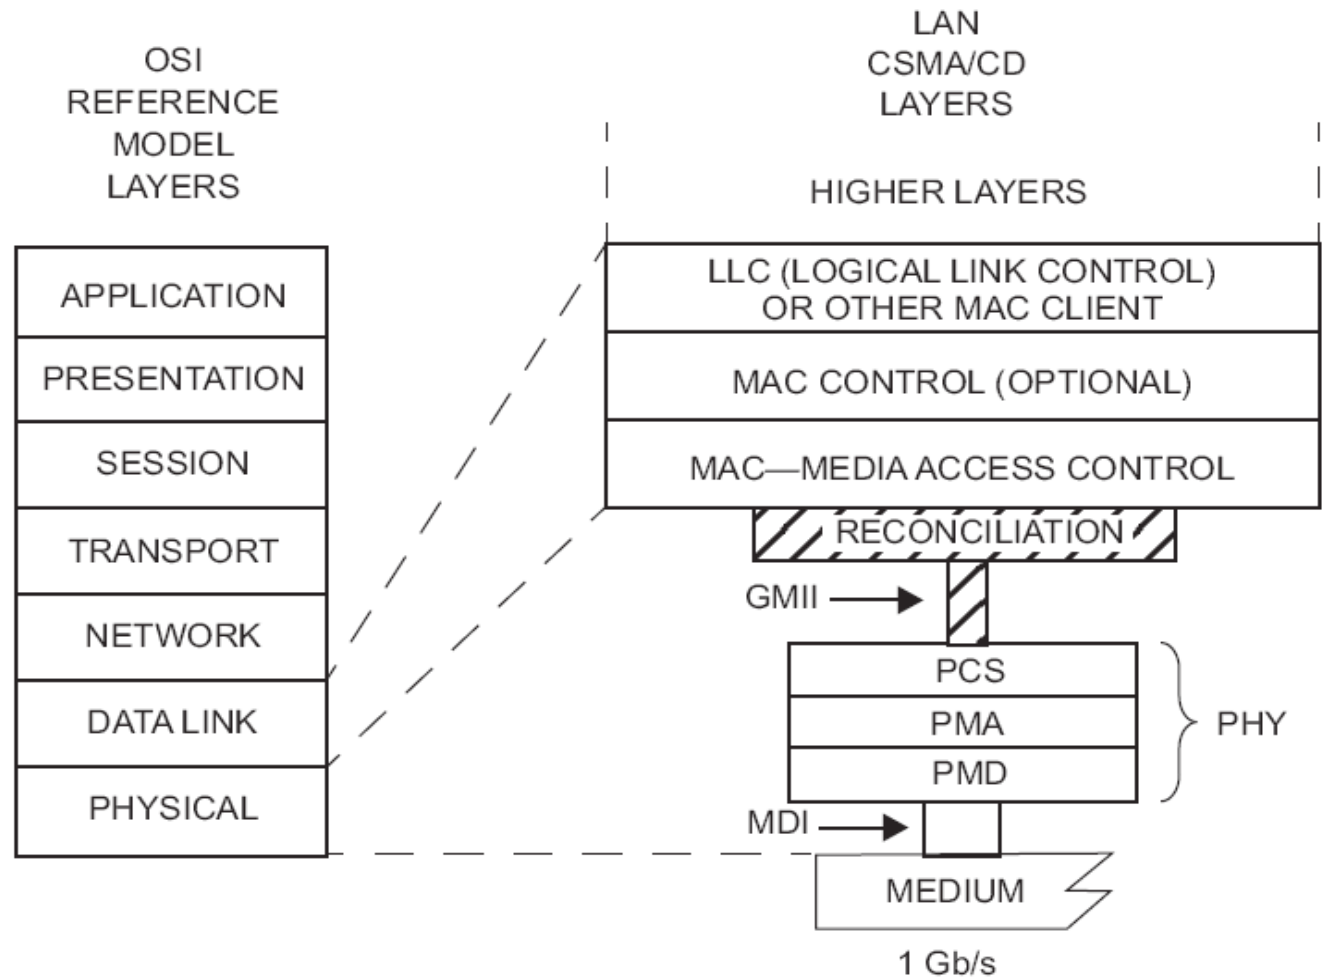 OSI
REFERENCE
MODEL
LAYERS
APPLICATION
PRESENTATION
SESSION
TRANSPORT
NETWORK
DATA LINK
PHYSICAL
LAN
CSMA/CD
LAYERS
HIGHER LAYERS
LLC (LOGICAL LINK CONTROL)
OR OTHER MAC CLIENT
MAC CONTROL (OPTIONAL)
MAC—MEDIA ACCESS CONTROL
RECONCILIATION
GMII
PCS
PMA
PMD
PHY
MDI
MEDIUM
1 Gb/s